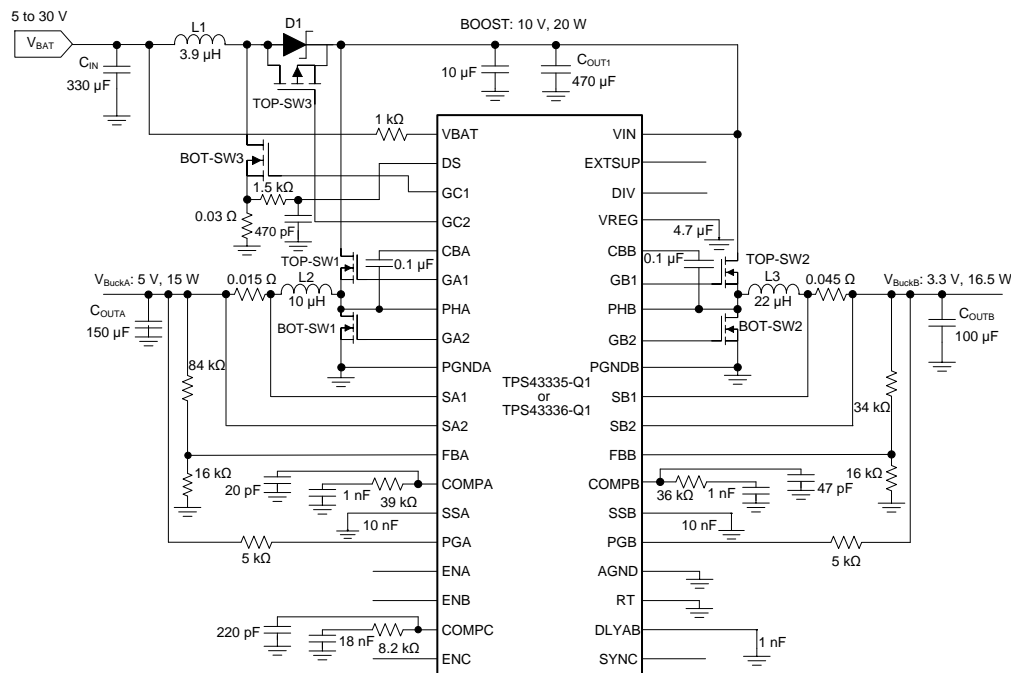 5 to 30 V
VBAT
L1
3.9 µH
D1
BOOST: 10 V, 20 W
CIN
330 µF
10 µF
COUT1
470 µF
TOP-SW3
1 kΩ
BOT-SW3
1.5 kΩ
0.03 Ω
470 pF
VBAT
DS
GC1
GC2
CBA
GA1
PHA
GA2
PGNDA
SA1
SA2
FBA
COMPA
SSA
PGA
ENA
ENB
COMPC
ENC
TPS43335-Q1
or
TPS43336-Q1
VIN
EXTSUP
DIV
VREG
CBB
GB1
PHB
GB2
PGNDB
SB1
SB2
FBB
COMPB
SSB
PGB
AGND
RT
DLYAB
SYNC
TOP-SW1
0.1 µF
VBuckA: 5 V, 15 W
0.015 Ω
L2
10 µH
COUTA
150 µF
BOT-SW1
84 kΩ
16 kΩ
20 pF
1 nF
39 kΩ
10 nF
5 kΩ
220 pF
18 nF
8.2 kΩ
4.7 µF
0.1 µF
TOP-SW2
L3
22 µH
0.045 Ω
VBuckB: 3.3 V, 16.5 W
BOT-SW2
COUTB
100 µF
34 kΩ
16 kΩ
36 kΩ
1 nF
47 pF
10 nF
5 kΩ
1 nF